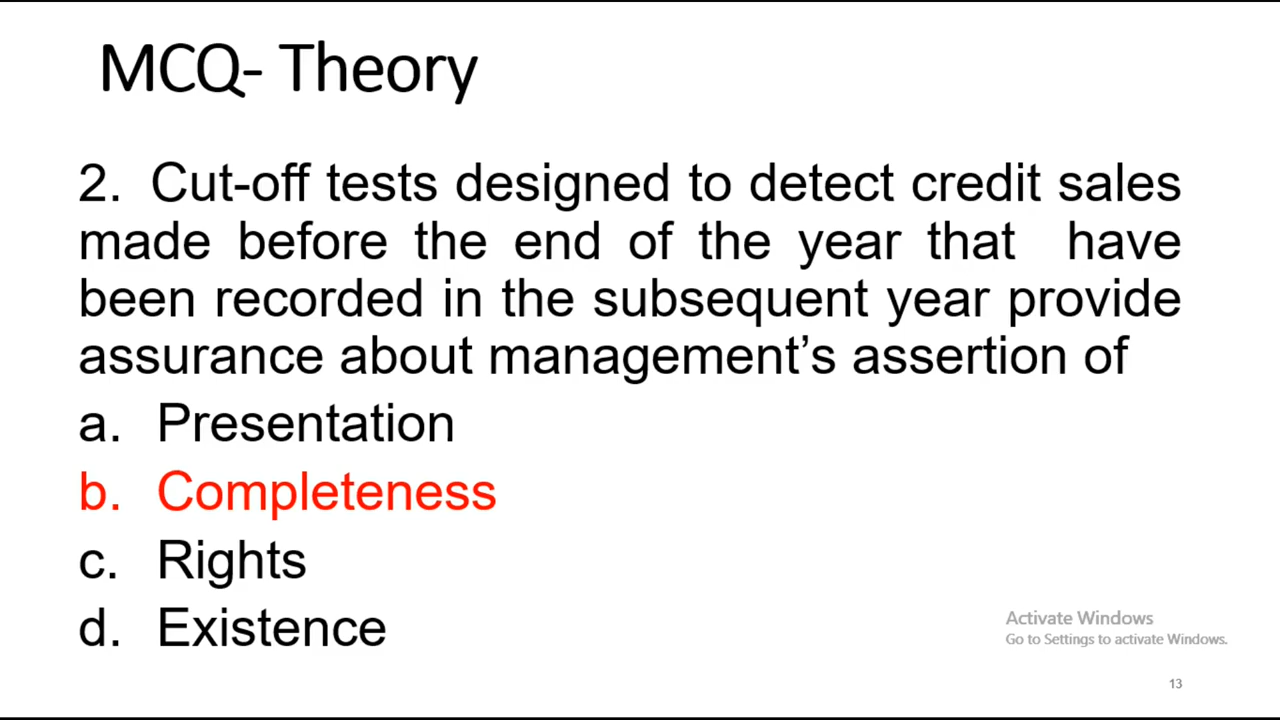 MCQ- Theory
2. Cut-off tests designed to detect credit sales
made before the end of the year that have
been recorded in the subsequent year provide
assurance about management’s assertion of
a. Presentation
b. Completeness
c. Rights
d. Existence
Activate Windows
Go to Settings to activate Windows.
13